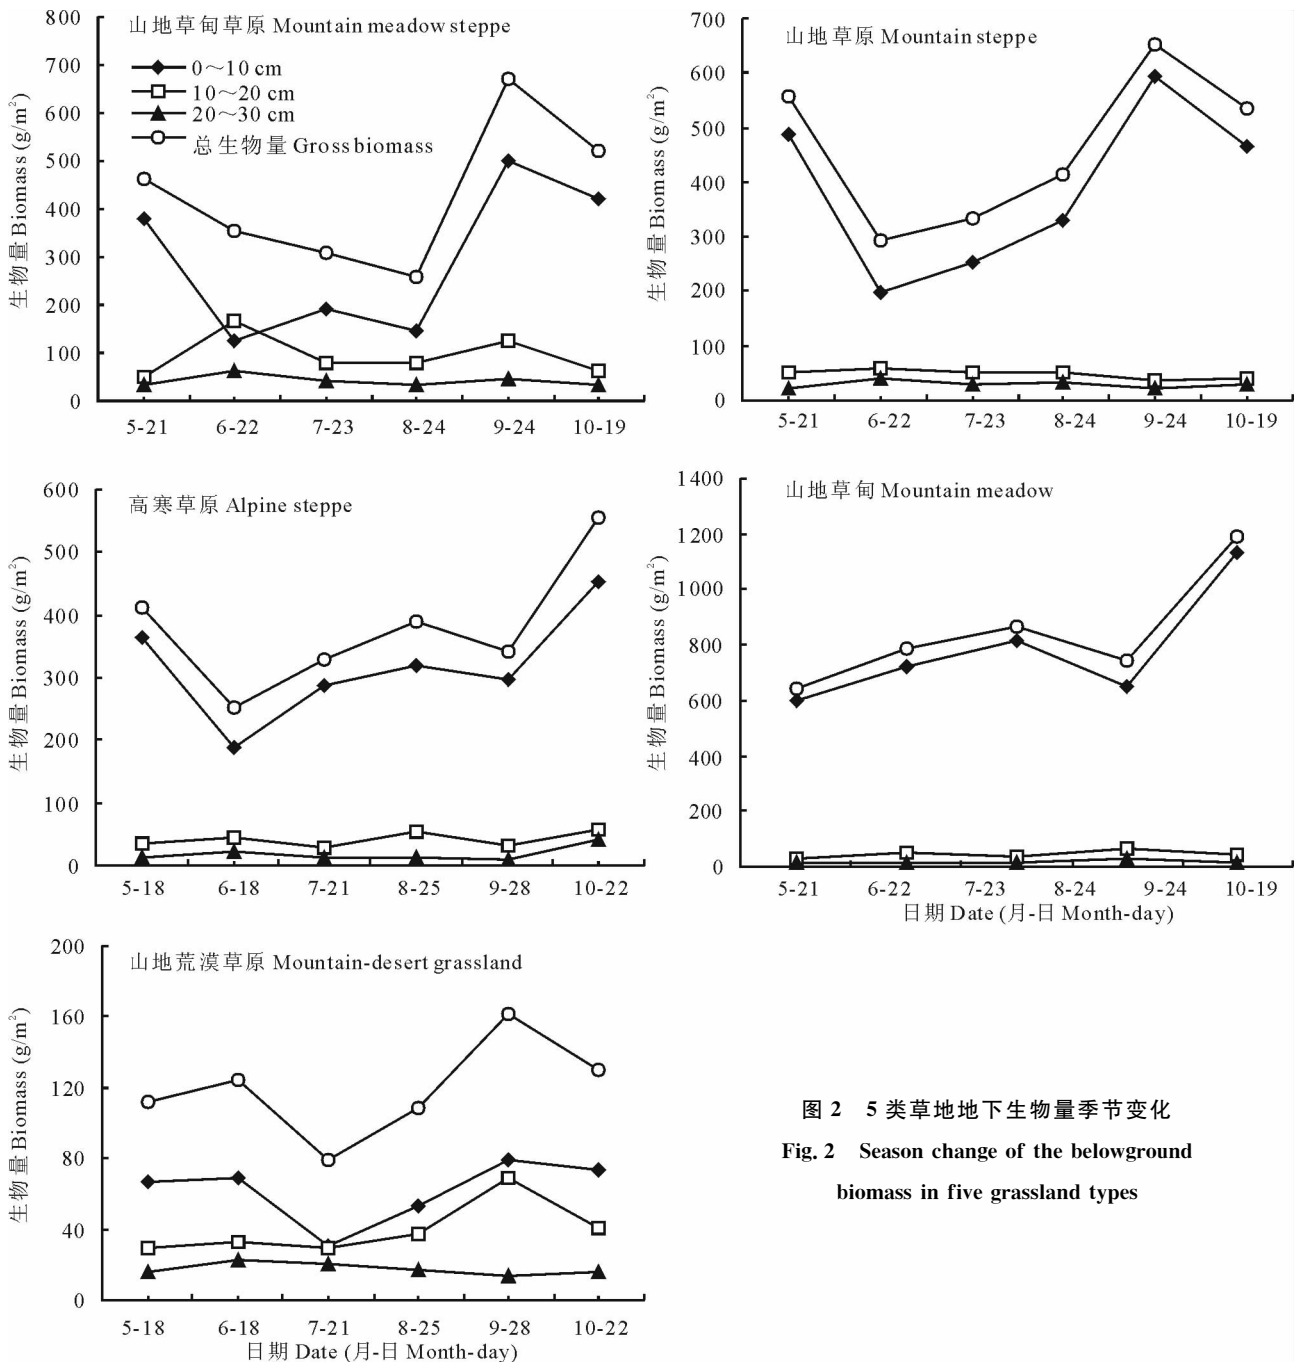 山地草甸草原 Mountain meadow steppe
0～10 cm
10～20 cm
20～30 cm
总生物量 Gross biomass
生物量 Biomass (g/m²)
800
700
600
500
400
300
200
100
0
5-21 6-22 7-23 8-24 9-24 10-19
山地草原 Mountain steppe
生物量 Biomass (g/m²)
700
600
500
400
300
200
100
0
5-21 6-22 7-23 8-24 9-24 10-19
高寒草原 Alpine steppe
生物量 Biomass (g/m²)
600
500
400
300
200
100
0
5-18 6-18 7-21 8-25 9-28 10-22
山地草甸 Mountain meadow
生物量 Biomass (g/m²)
1400
1200
1000
800
600
400
200
0
5-21 6-22 7-23 8-24 9-24 10-19
日期 Date (月-日 Month-day)
山地荒漠草原 Mountain-desert grassland
生物量 Biomass (g/m²)
200
160
120
80
40
0
5-18 6-18 7-21 8-25 9-28 10-22
日期 Date (月-日 Month-day)
图 2 5 类草地地下生物量季节变化
Fig. 2 Season change of the belowground
biomass in five grassland types